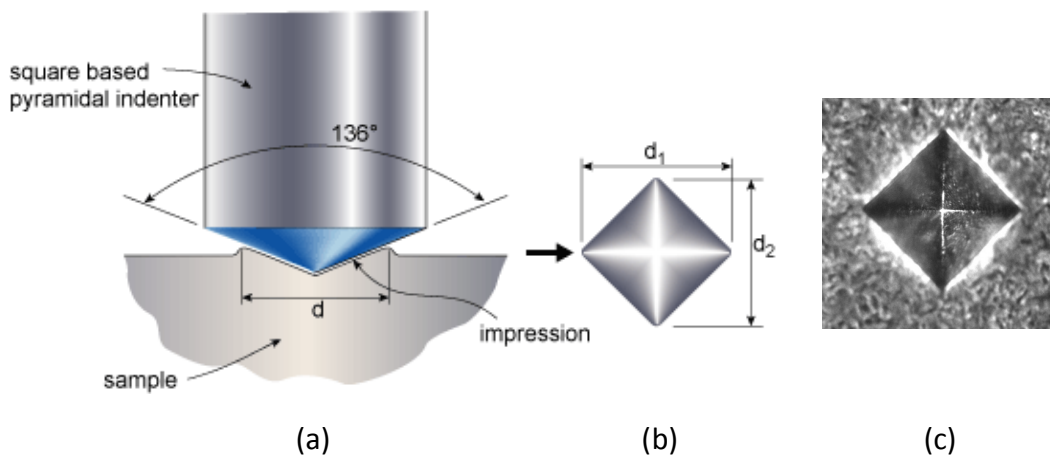 square based
pyramidal indenter
136°
d
impression
sample
d₁
d₂
(a)
(b)
(c)